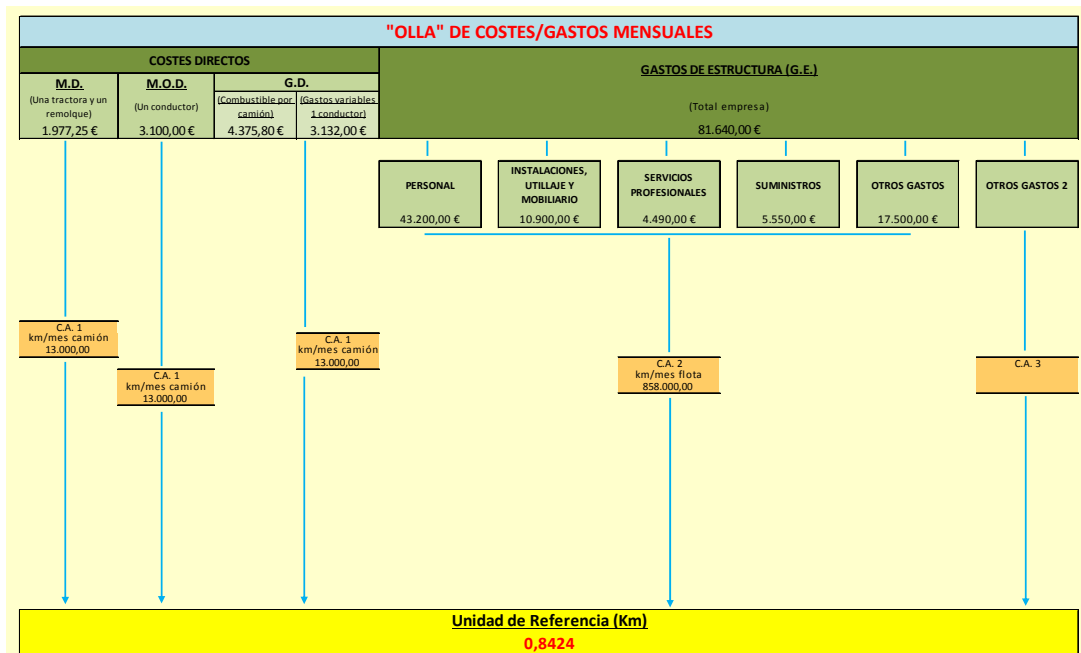 "OLLA" DE COSTES/GASTOS MENSUALES
COSTES DIRECTOS
GASTOS DE ESTRUCTURA (G.E.)
(Total empresa)
81.640,00 €
M.D.
(Una tractora y un
remolque)
1.977,25 €
M.O.D.
(Un conductor)
3.100,00 €
G.D.
(Combustible por
camión)
4.375,80 €
(Gastos variables
1 conductor)
3.132,00 €
PERSONAL
43.200,00 €
INSTALACIONES,
UTILLAJE Y
MOBILIARIO
10.900,00 €
SERVICIOS
PROFESIONALES
4.490,00 €
SUMINISTROS
5.550,00 €
OTROS GASTOS
17.500,00 €
OTROS GASTOS 2
C.A. 1
km/mes camión
13.000,00
C.A. 1
km/mes camión
13.000,00
C.A. 1
km/mes camión
13.000,00
C.A. 2
km/mes flota
858.000,00
C.A. 3
Unidad de Referencia (Km)
0,8424